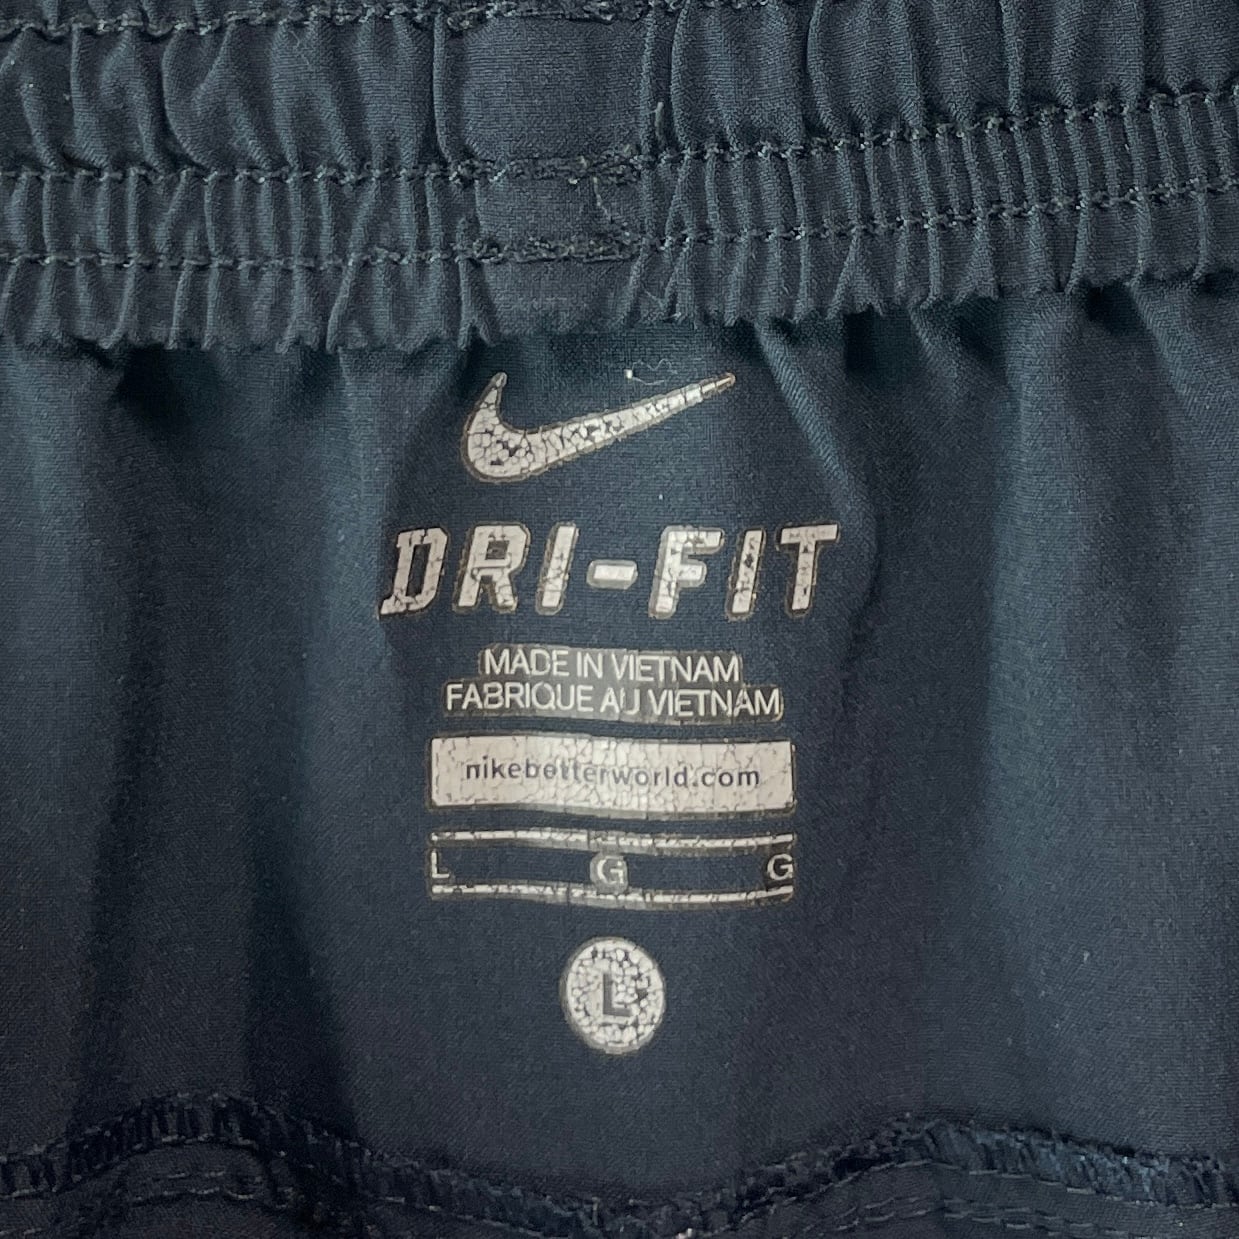 DRI-FIT
MADE IN VIETNAM
FABRIQUE AU VIETNAM
nikebetterworld.com
L G G
L